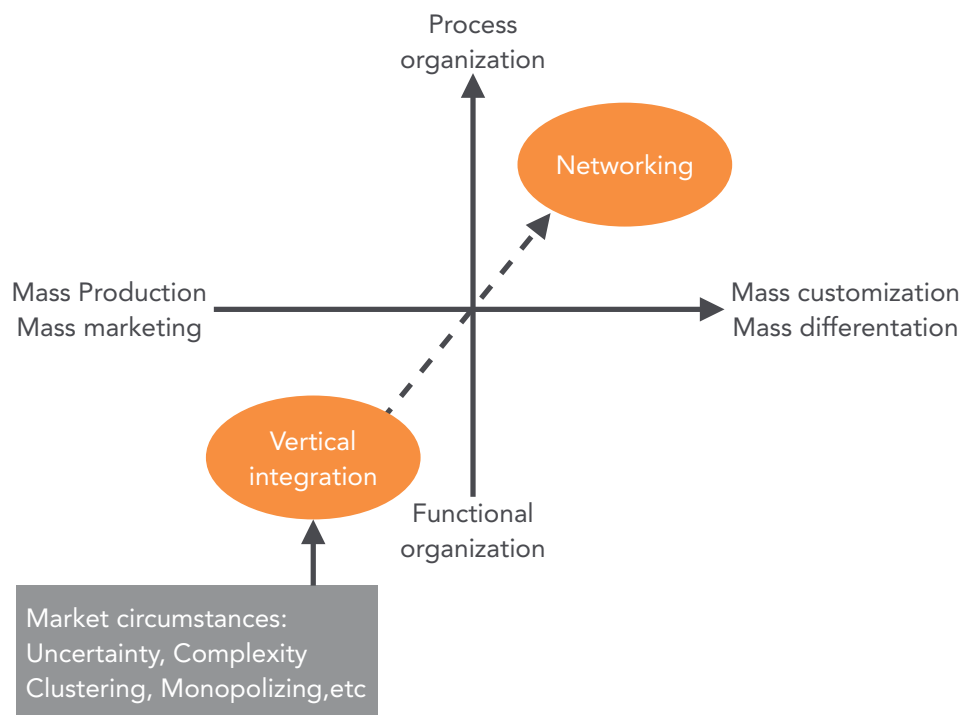 Process
organization
Networking
Mass Production
Mass marketing
Mass customization
Mass differentation
Vertical
integration
Functional
organization
Market circumstances:
Uncertainty, Complexity
Clustering, Monopolizing,etc